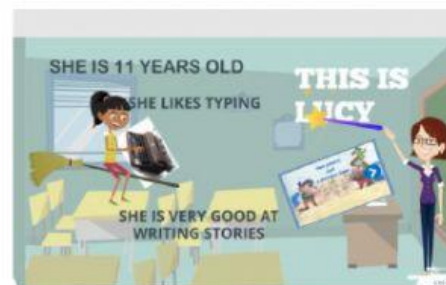 SHE IS 11 YEARS OLD
THIS IS
LUCY
SHE LIKES TYPING
SHE IS VERY GOOD AT
WRITING STORIES